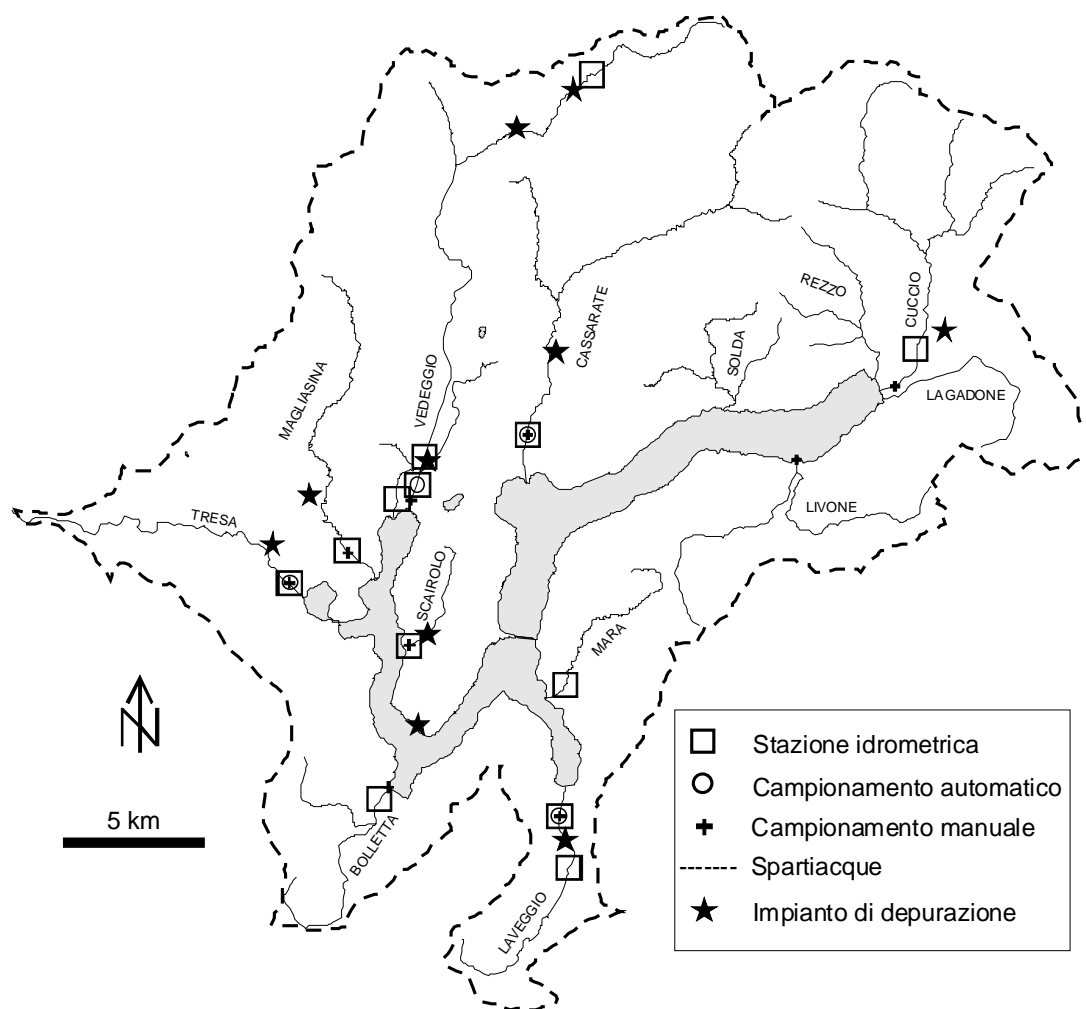 REZZO
CUCCIO
CASSARATE
SOLDA
VEDEGGIO
MAGLIASINA
LAGADONE
TRESA
LIVONE
SCAIROLO
MARA
N
5 km
BOLLETTA
LAVEGGIO
Stazione idrometrica
Campionamento automatico
Campionamento manuale
Spartiacque
Impianto di depurazione